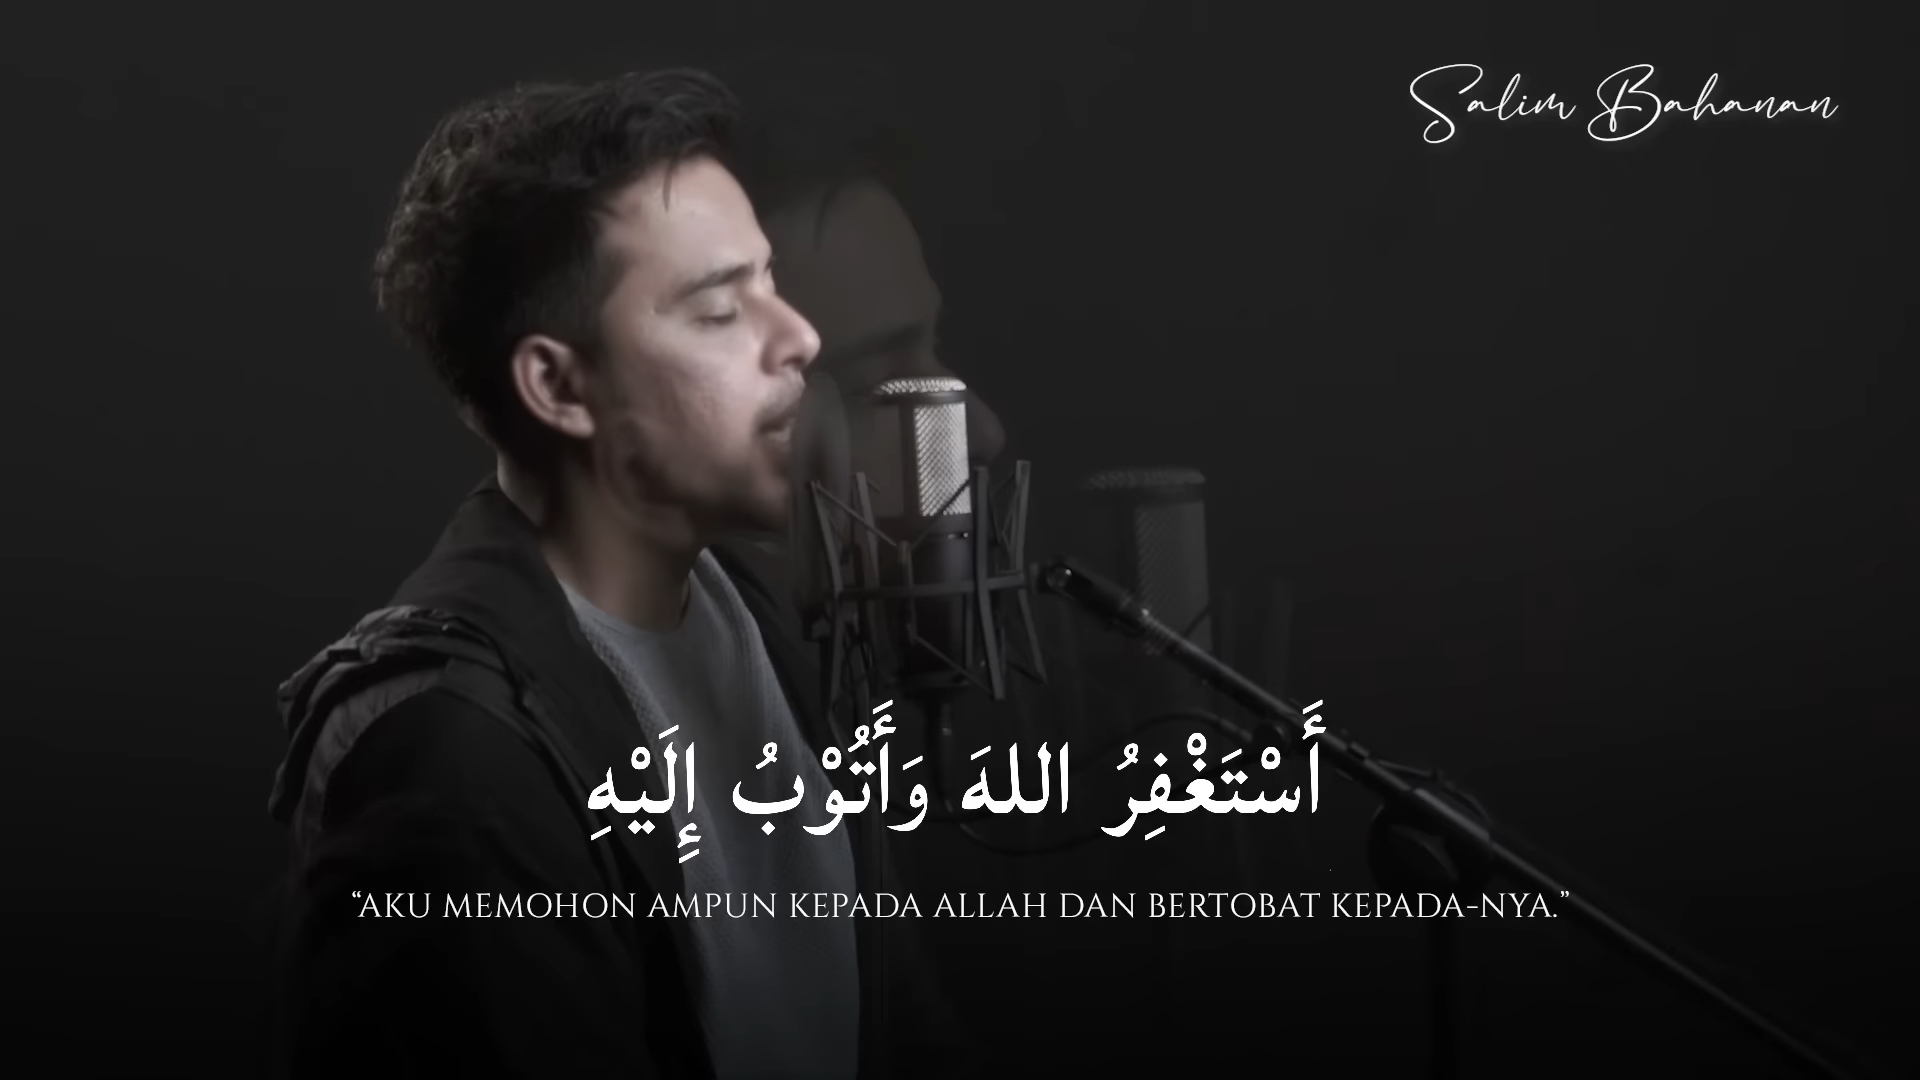 Salim Bahanan
أَسْتَغْفِرُ اللهَ وَأَتُوْبُ إِلَيْهِ
“AKU MEMOHON AMPUN KEPADA ALLAH DAN BERTOBAT KEPADA-NYA.”